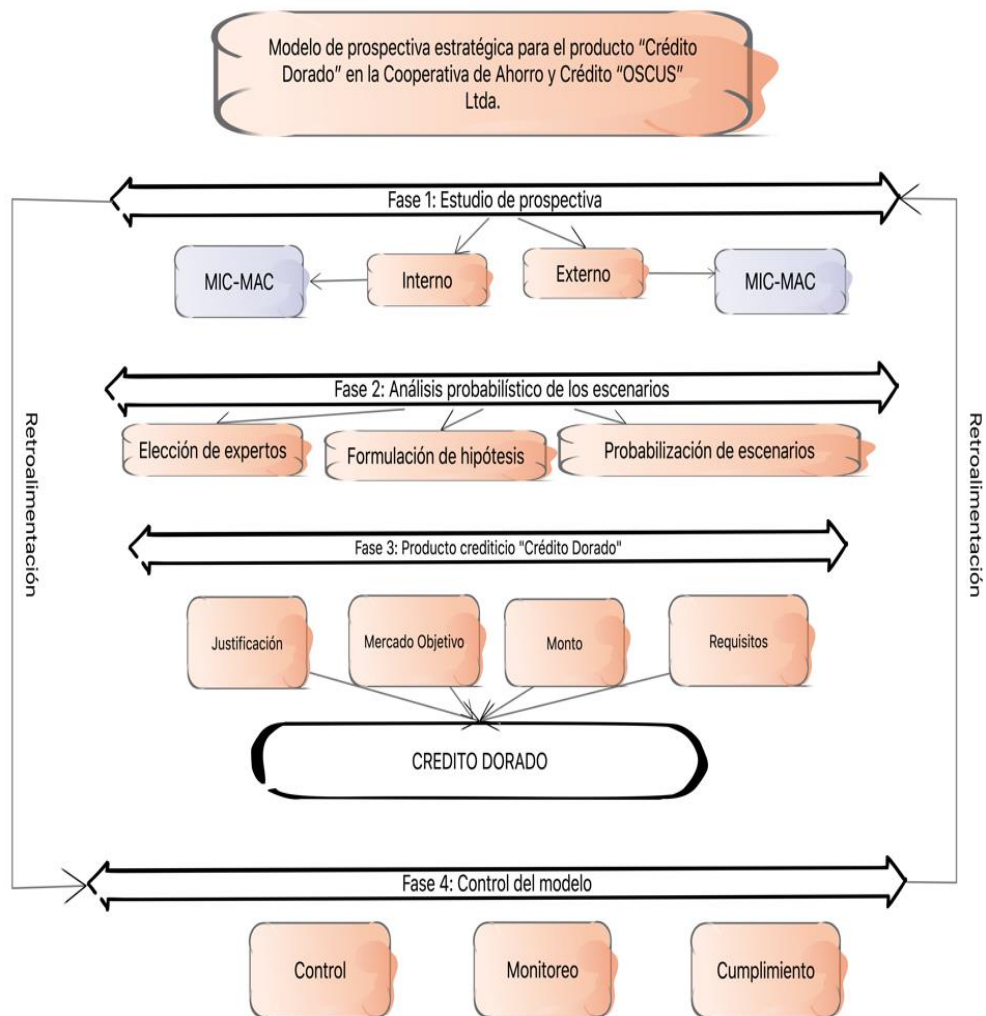 Modelo de prospectiva estratégica para el producto “Crédito
Dorado” en la Cooperativa de Ahorro y Crédito “OSCUS”
Ltda.
Fase 1: Estudio de prospectiva
MIC-MAC
Interno
Externo
MIC-MAC
Fase 2: Análisis probabilístico de los escenarios
Elección de expertos
Formulación de hipótesis
Probabilización de escenarios
Retroalimentación
Retroalimentación
Fase 3: Producto crediticio "Crédito Dorado"
Justificación
Mercado Objetivo
Monto
Requisitos
CREDITO DORADO
Fase 4: Control del modelo
Control
Monitoreo
Cumplimiento